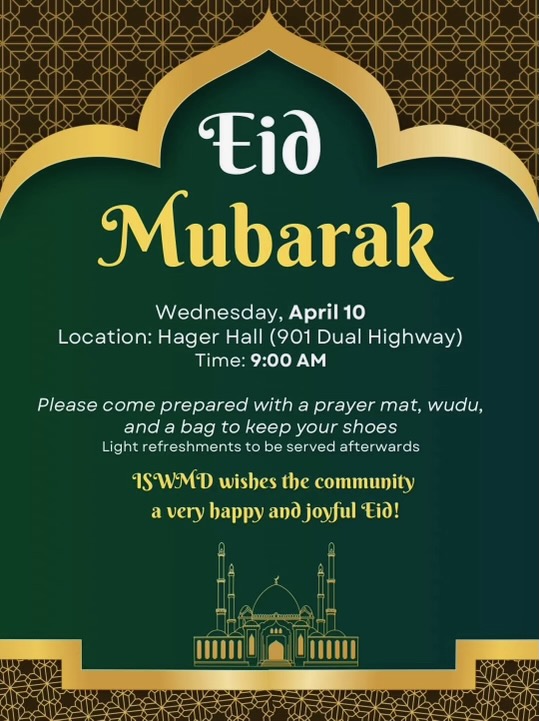 Eid
Mubarak
Wednesday, April 10
Location: Hager Hall (901 Dual Highway)
Time: 9:00 AM
Please come prepared with a prayer mat, wudu,
and a bag to keep your shoes
Light refreshments to be served afterwards
ISWMD wishes the community
a very happy and joyful Eid!